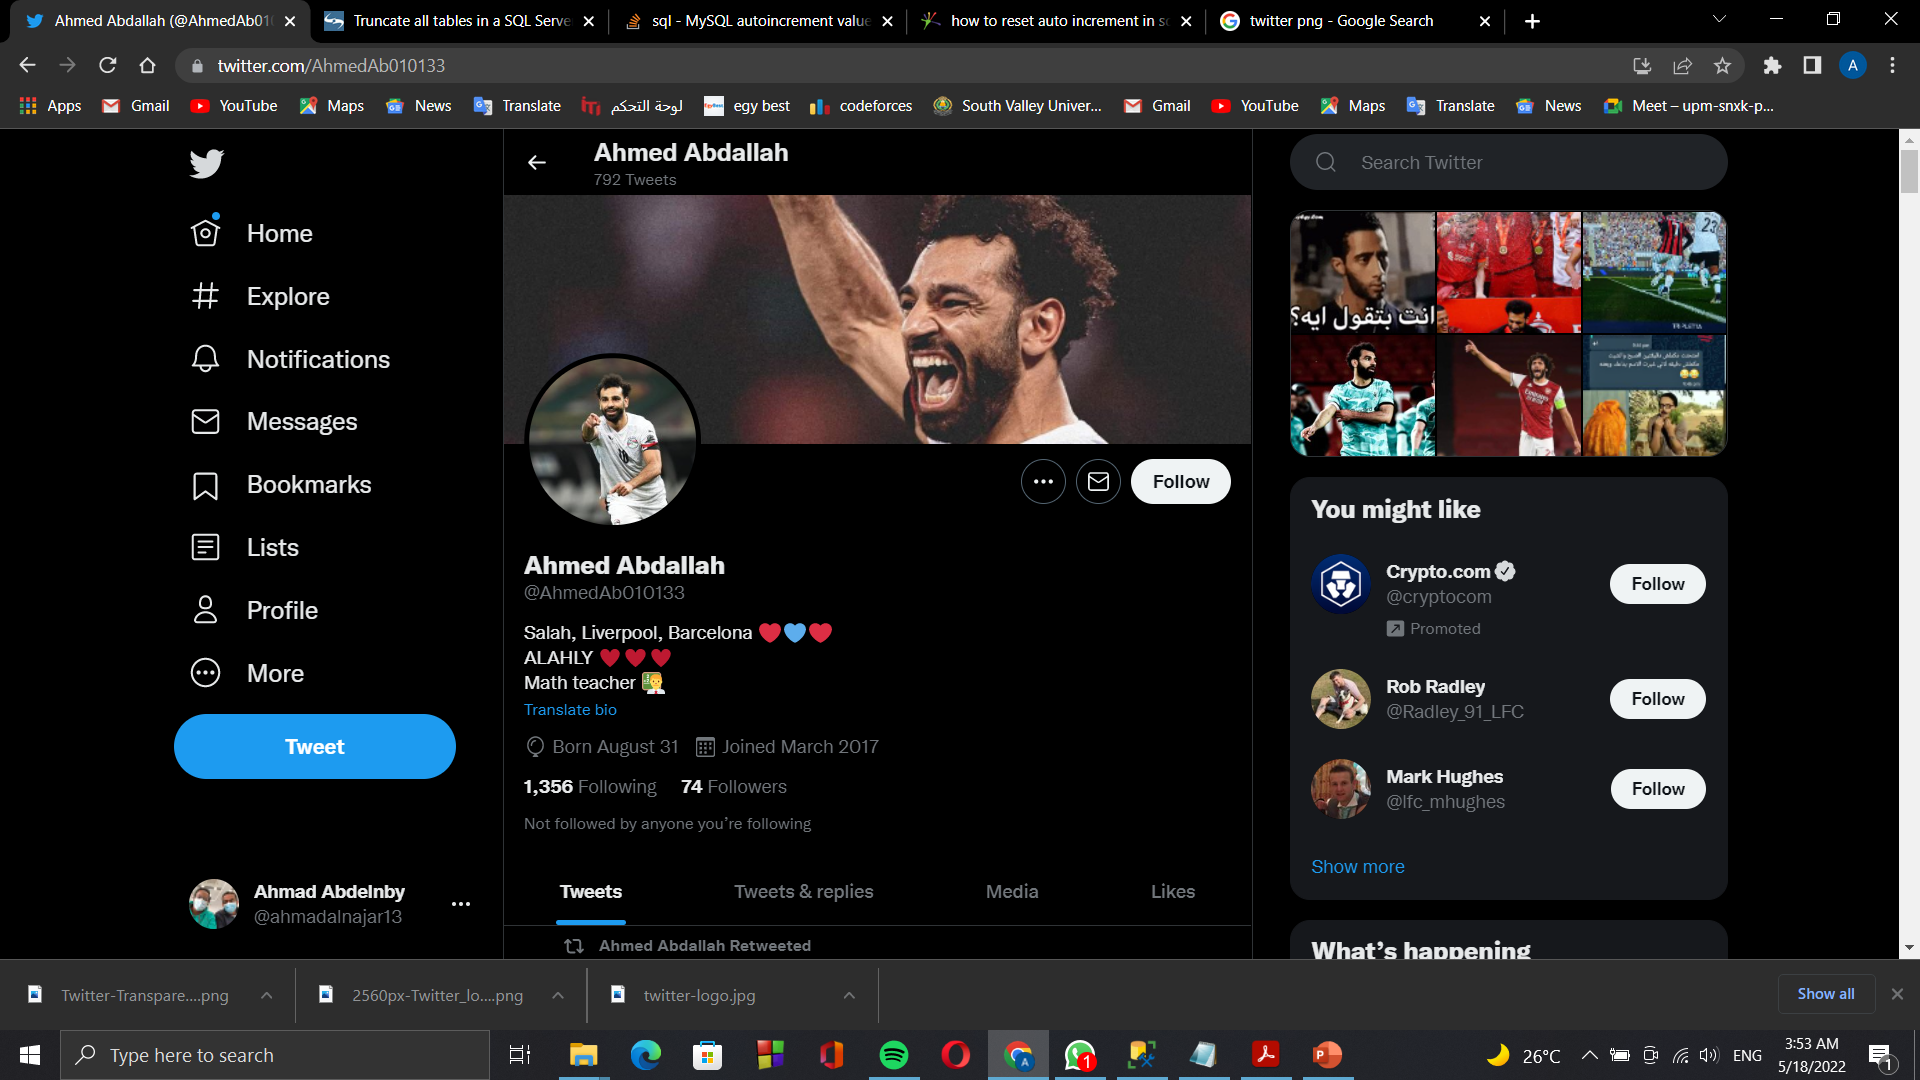 Ahmed Abdallah (@AhmedAb010
Truncate all tables in a SQL Serve
sql - MySQL autoincrement value
how to reset auto increment in s
twitter png - Google Search
twitter.com/AhmedAb010133
A
Apps
Gmail
YouTube
Maps
News
Translate
لوحة التحكم
egy best
codeforces
South Valley Univer...
Gmail
YouTube
Maps
Translate
News
Meet – upm-snxk-p...
Home
Explore
Notifications
Messages
Bookmarks
Lists
Profile
More
Tweet
Ahmad Abdelnby
@ahmadalnajar13
Ahmed Abdallah
792 Tweets
Follow
Ahmed Abdallah
@AhmedAb010133
Salah, Liverpool, Barcelona ❤️💙❤️
ALAHLY ♥️♥️♥️
Math teacher 👨‍🏫
Translate bio
Born August 31 Joined March 2017
1,356 Following 74 Followers
Not followed by anyone you're following
Tweets Tweets & replies Media Likes
Ahmed Abdallah Retweeted
Search Twitter
انت بتقول ايه؟
23
You might like
Crypto.com
@cryptocom
Promoted
Follow
Rob Radley
@Radley_91_LFC
Follow
Mark Hughes
@lfc_mhughes
Follow
Show more
What's happening
Twitter-Transpare....png
2560px-Twitter_lo....png
twitter-logo.jpg
Show all
Type here to search
1
26°C
ENG
3:53 AM
5/18/2022
1